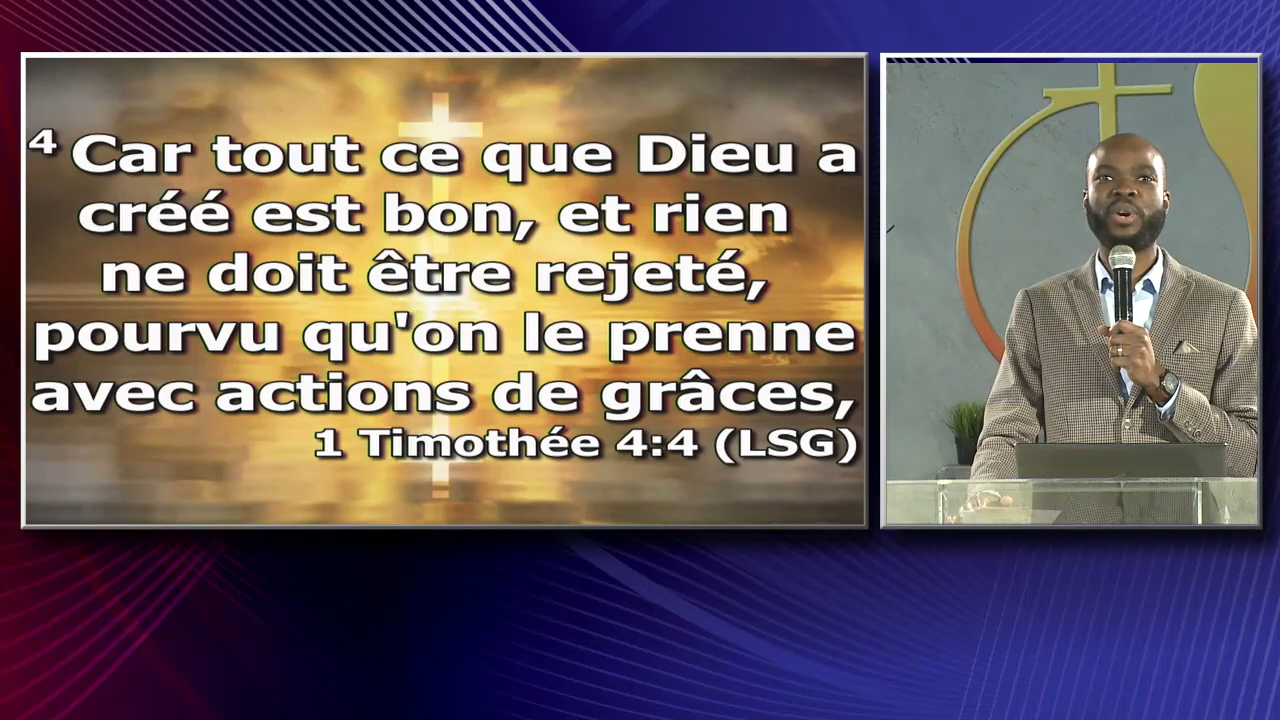 4 Car tout ce que Dieu a
créé est bon, et rien
ne doit être rejeté,
pourvu qu'on le prenne
avec actions de grâces,
1 Timothée 4:4 (LSG)